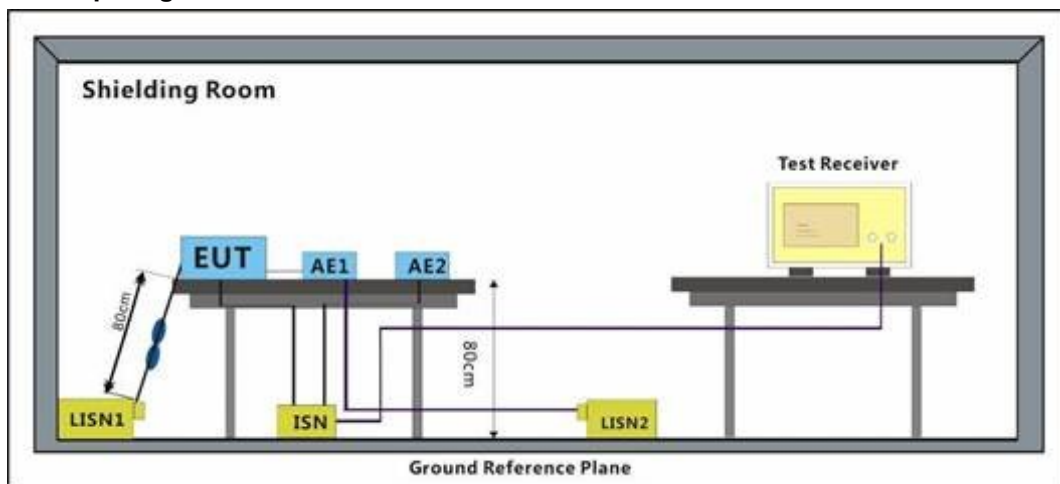 Shielding Room
Test Receiver
EUT
AE1
AE2
80cm
80cm
LISN1
ISN
LISN2
Ground Reference Plane